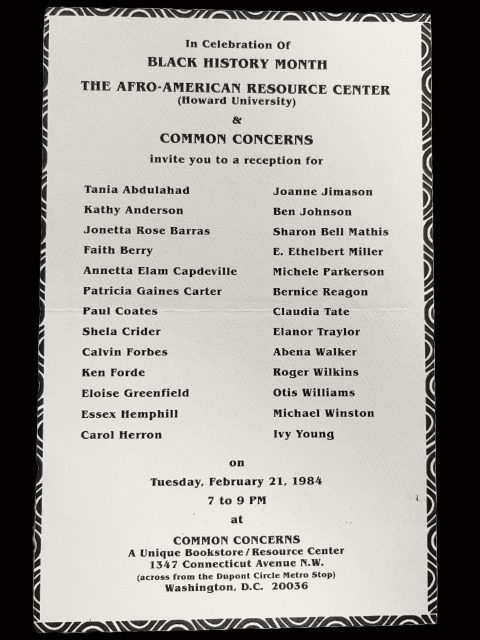 In Celebration Of
BLACK HISTORY MONTH
THE AFRO-AMERICAN RESOURCE CENTER
(Howard University)
&
COMMON CONCERNS
invite you to a reception for
Tania Abdulahad
Kathy Anderson
Jonetta Rose Barras
Faith Berry
Annetta Elam Capdeville
Patricia Gaines Carter
Paul Coates
Shela Crider
Calvin Forbes
Ken Forde
Eloise Greenfield
Essex Hemphill
Carol Herron
Joanne Jimason
Ben Johnson
Sharon Bell Mathis
E. Ethelbert Miller
Michele Parkerson
Bernice Reagon
Claudia Tate
Elanor Traylor
Abena Walker
Roger Wilkins
Otis Williams
Michael Winston
Ivy Young
on
Tuesday, February 21, 1984
7 to 9 PM
at
COMMON CONCERNS
A Unique Bookstore/Resource Center
1347 Connecticut Avenue N.W.
(across from the Dupont Circle Metro Stop)
Washington, D.C. 20036